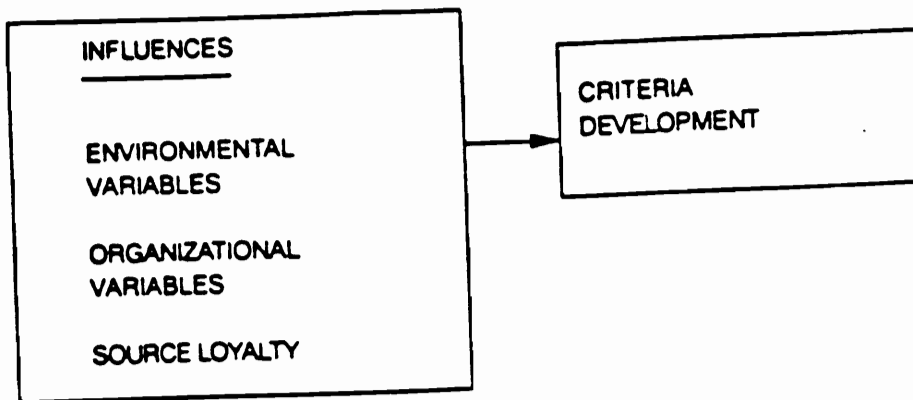 INFLUENCES
ENVIRONMENTAL
VARIABLES
ORGANIZATIONAL
VARIABLES
SOURCE LOYALTY
CRITERIA
DEVELOPMENT